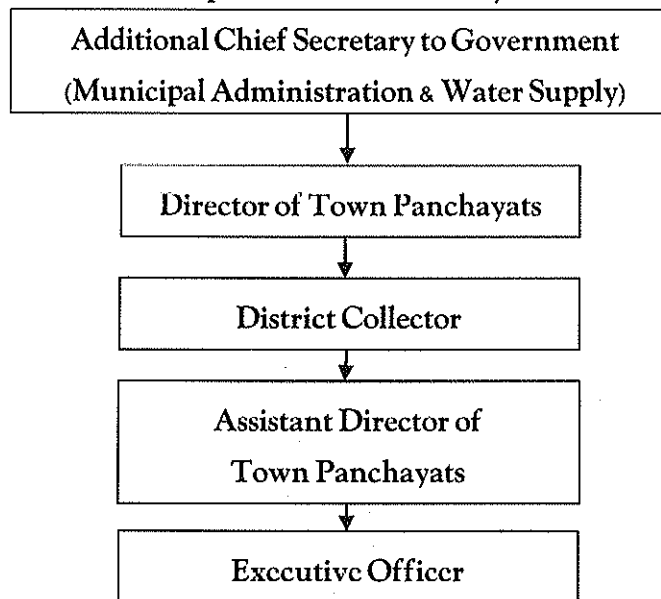 Additional Chief Secretary to Government
(Municipal Administration & Water Supply)
Director of Town Panchayats
District Collector
Assistant Director of
Town Panchayats
Executive Officer